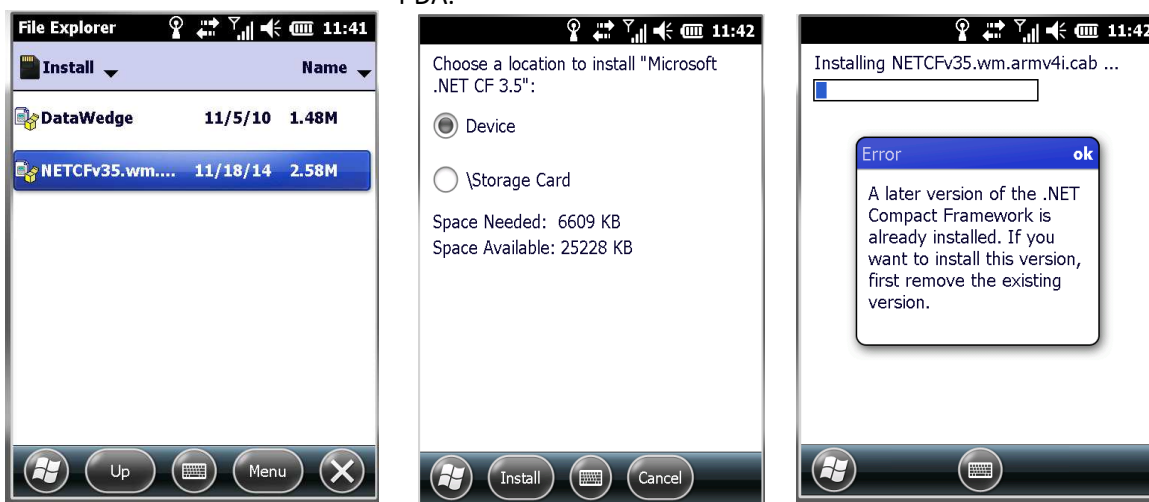 PDA:
File Explorer 11:41
Install Name
DataWedge 11/5/10 1.48M
NETCFv35.wm.... 11/18/14 2.58M
Up Menu
11:42
Choose a location to install "Microsoft
.NET CF 3.5":
Device
\Storage Card
Space Needed: 6609 KB
Space Available: 25228 KB
Install Cancel
11:42
Installing NETCFv35.wm.armv4i.cab ...
Error ok
A later version of the .NET
Compact Framework is
already installed. If you
want to install this version,
first remove the existing
version.